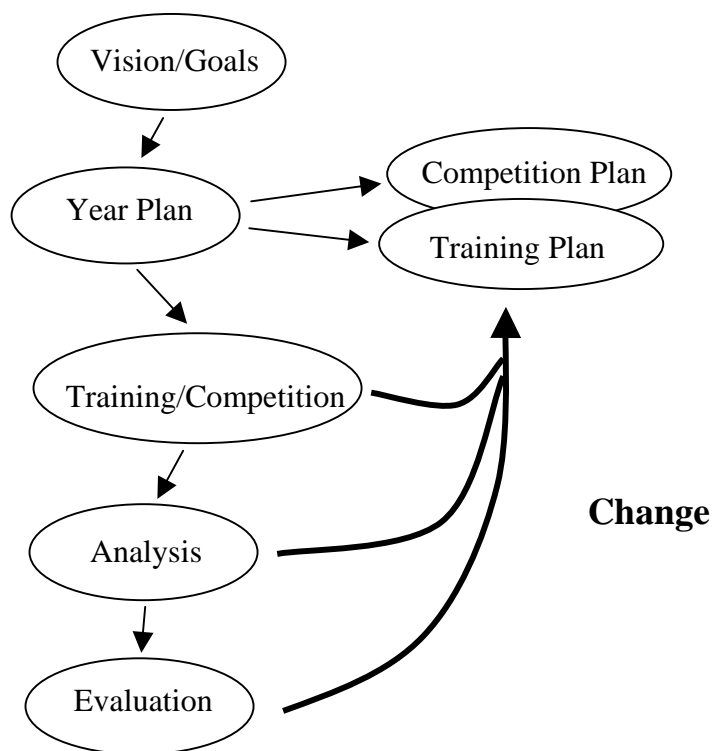 Vision/Goals
Competition Plan
Year Plan
Training Plan
Training/Competition
Change
Analysis
Evaluation